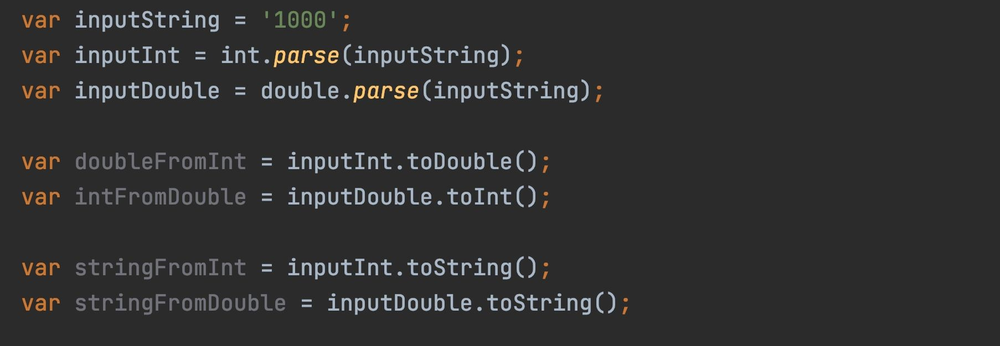 var inputString = '1000';
var inputInt = int.parse(inputString);
var inputDouble = double.parse(inputString);
var doubleFromInt = inputInt.toDouble();
var intFromDouble = inputDouble.toInt();
var stringFromInt = inputInt.toString();
var stringFromDouble = inputDouble.toString();